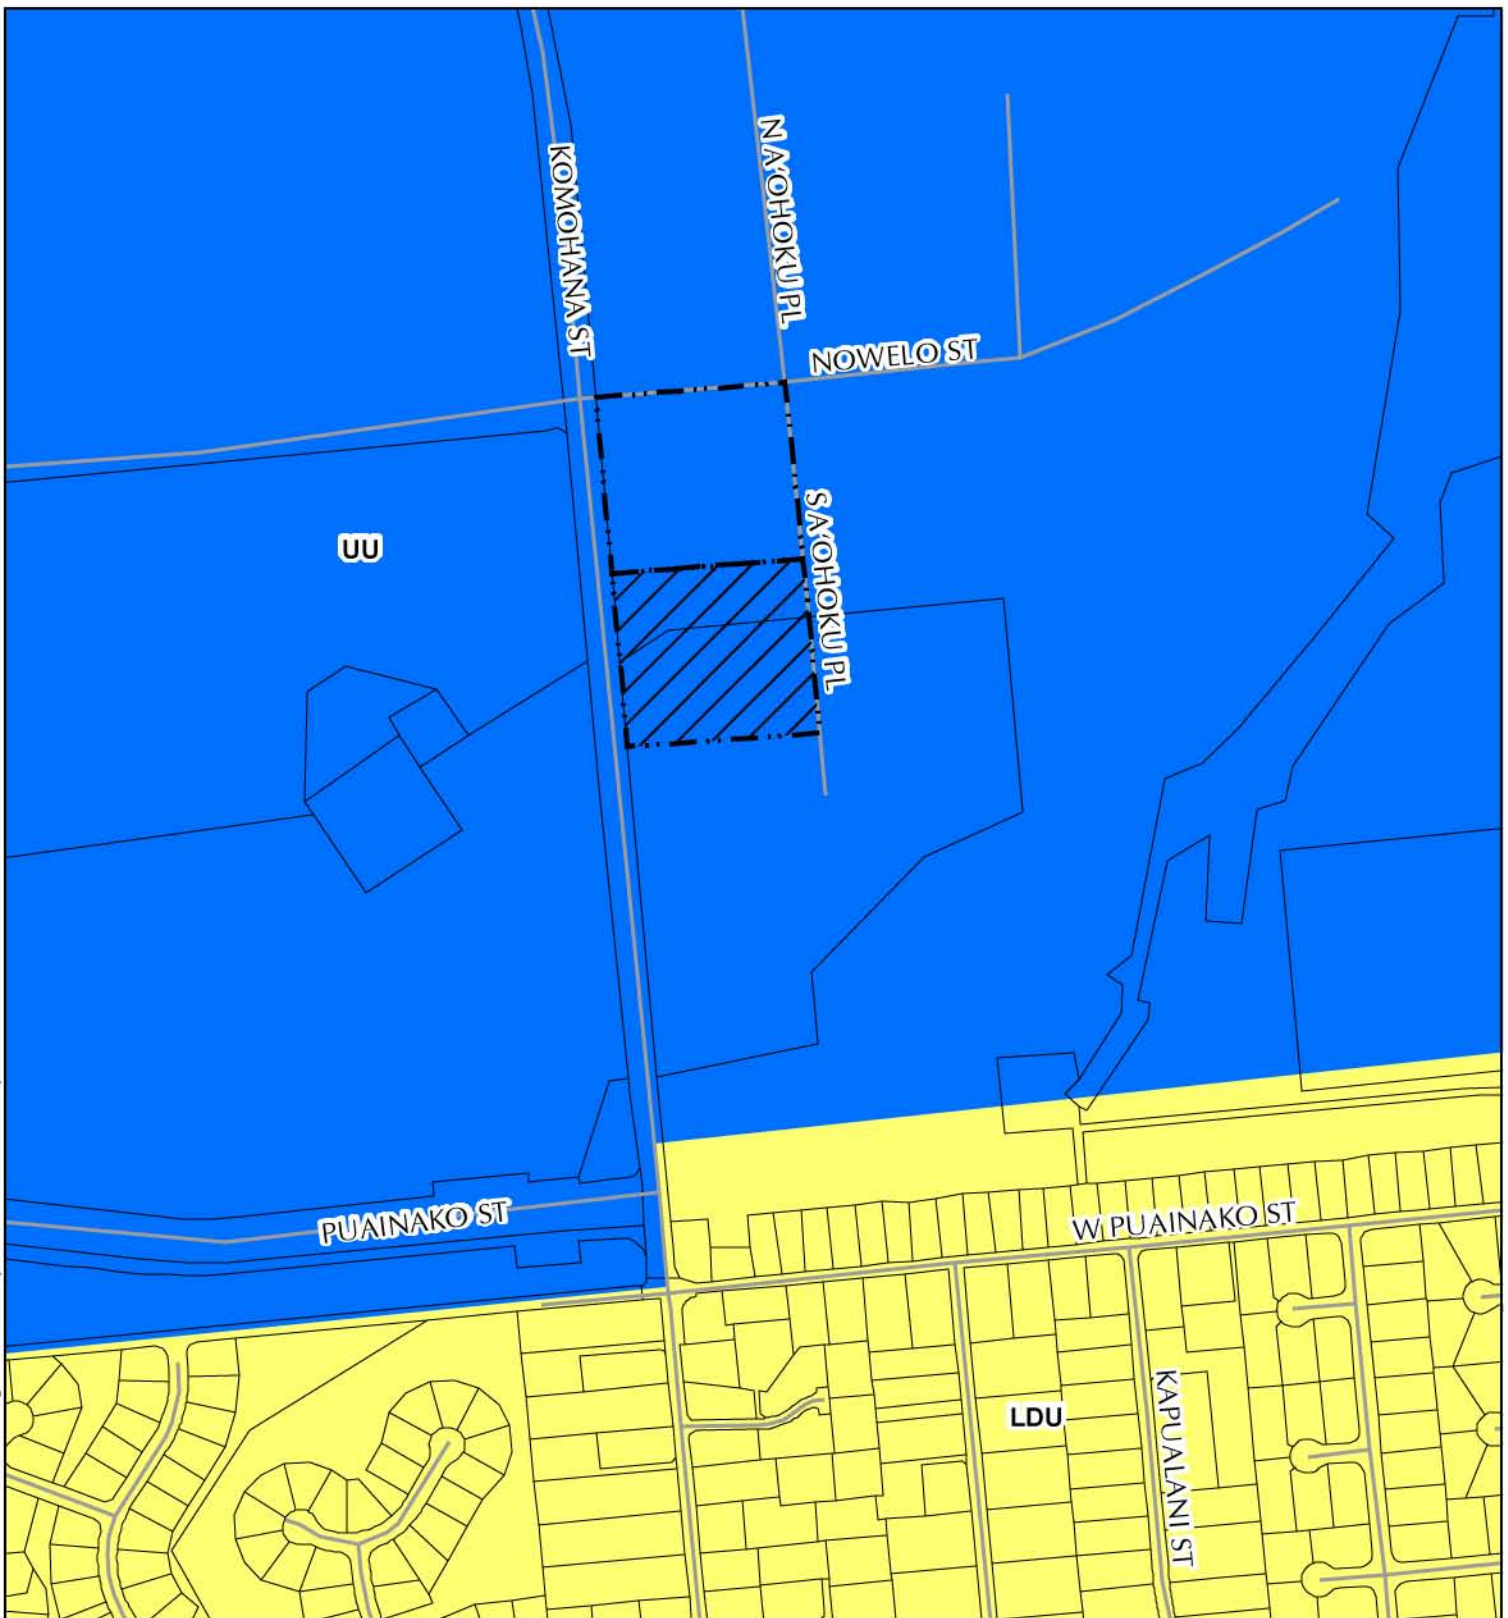 KOMOHANA ST
N A'OHOKU PL
NOWELO ST
S A'OHOKU PL
UU
PUAINAKO ST
W PUAINAKO ST
KAPUALANI ST
LDU